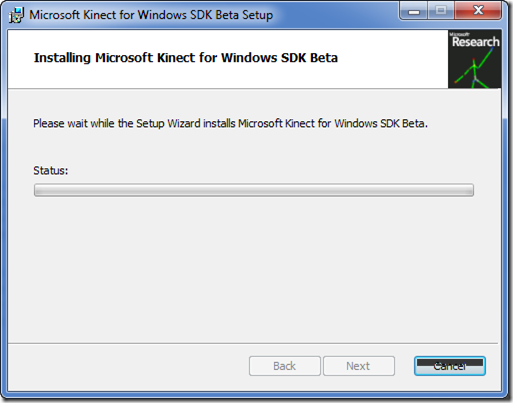 Microsoft Kinect for Windows SDK Beta Setup
Installing Microsoft Kinect for Windows SDK Beta
Microsoft
Research
Please wait while the Setup Wizard installs Microsoft Kinect for Windows SDK Beta.
Status:
Back
Next
Cancel